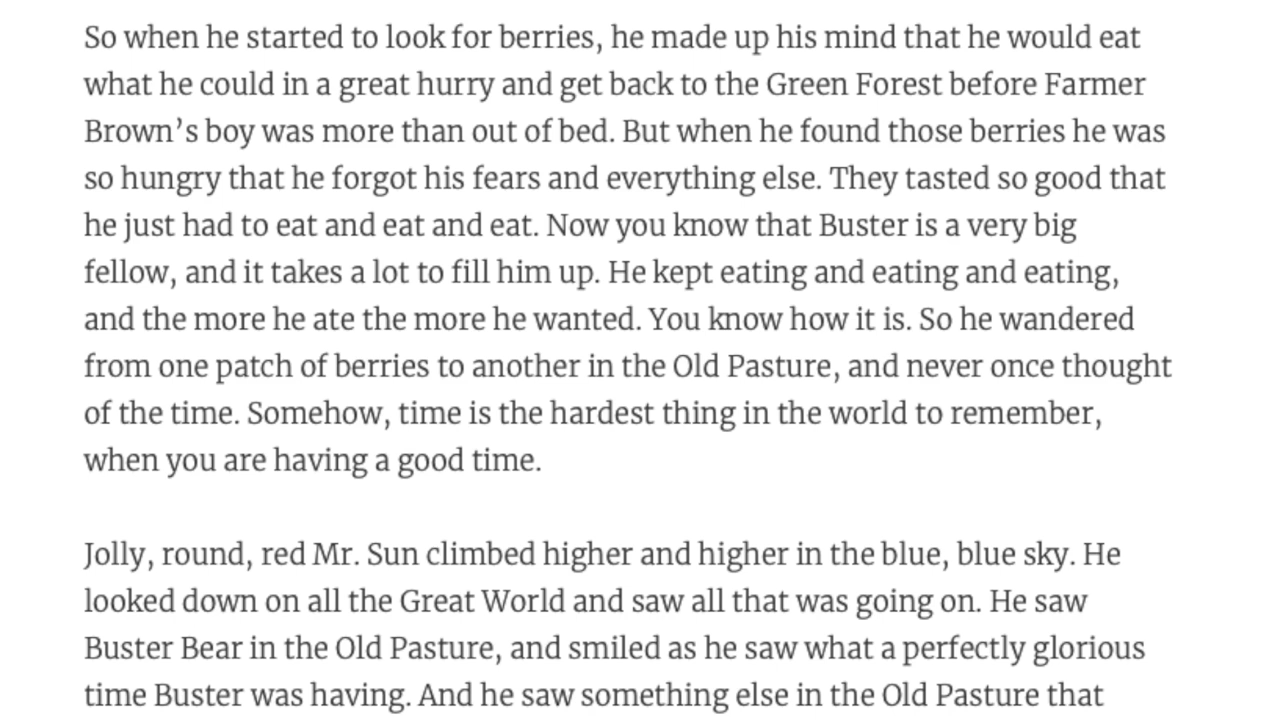 So when he started to look for berries, he made up his mind that he would eat
what he could in a great hurry and get back to the Green Forest before Farmer
Brown’s boy was more than out of bed. But when he found those berries he was
so hungry that he forgot his fears and everything else. They tasted so good that
he just had to eat and eat and eat. Now you know that Buster is a very big
fellow, and it takes a lot to fill him up. He kept eating and eating and eating,
and the more he ate the more he wanted. You know how it is. So he wandered
from one patch of berries to another in the Old Pasture, and never once thought
of the time. Somehow, time is the hardest thing in the world to remember,
when you are having a good time.
Jolly, round, red Mr. Sun climbed higher and higher in the blue, blue sky. He
looked down on all the Great World and saw all that was going on. He saw
Buster Bear in the Old Pasture, and smiled as he saw what a perfectly glorious
time Buster was having. And he saw something else in the Old Pasture that